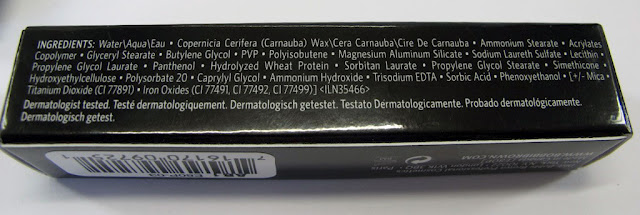 INGREDIENTS: Water\Aqua\Eau • Copernicia Cerifera (Carnauba) Wax\Cera Carnauba\Cire De Carnauba • Ammonium Stearate • Acrylates
Copolymer • Glyceryl Stearate • Butylene Glycol • PVP • Polyisobutene • Magnesium Aluminum Silicate • Sodium Laureth Sulfate • Lecithin •
Propylene Glycol Laurate • Panthenol • Hydrolyzed Wheat Protein • Sorbitan Laurate • Propylene Glycol Stearate • Simethicone •
Hydroxyethylcellulose • Polysorbate 20 • Caprylyl Glycol • Ammonium Hydroxide • Trisodium EDTA • Sorbic Acid • Phenoxyethanol • [+/- Mica •
Titanium Dioxide (CI 77891) • Iron Oxides (CI 77491, CI 77492, CI 77499)] <ILN35466>
Dermatologist tested. Testé dermatologiquement. Dermatologisch getestet. Testato Dermatologicamente. Probado dermatológicamente.
Dermatologisch getest.